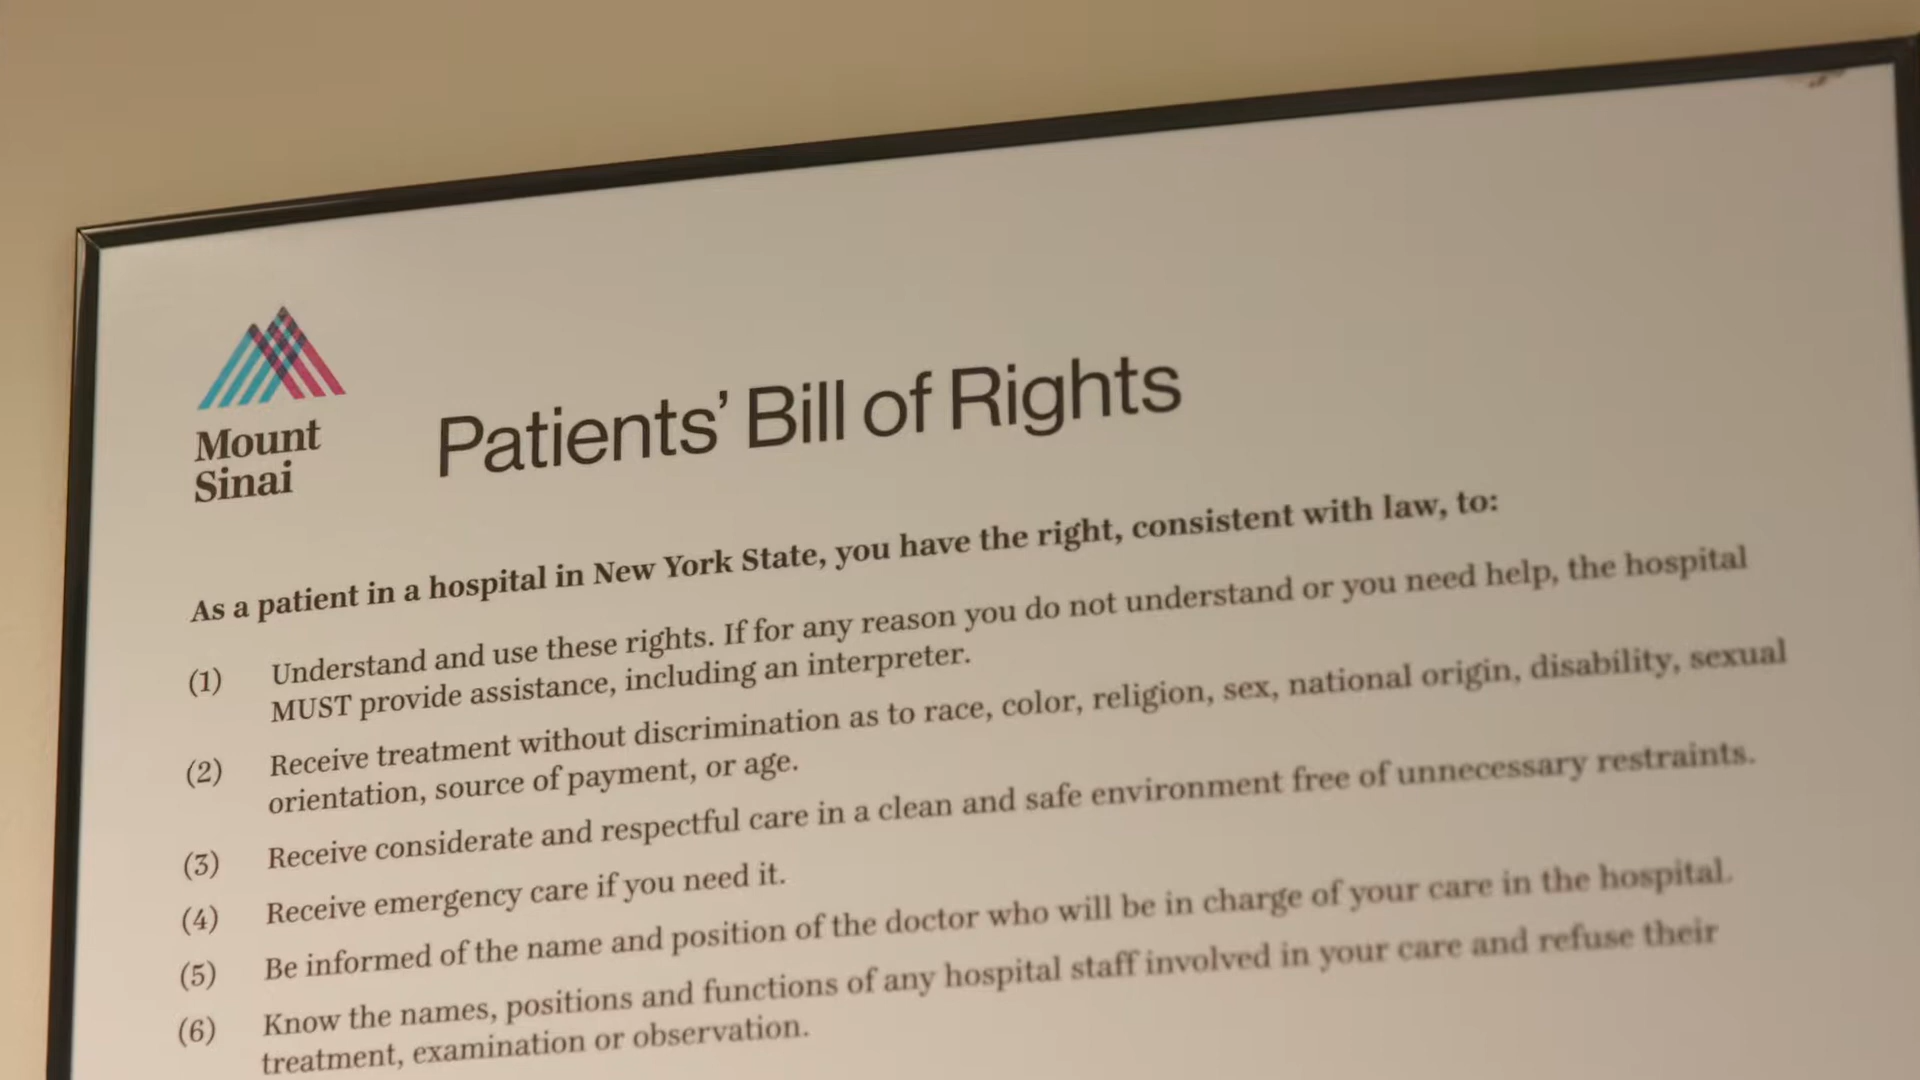 Mount
Sinai
Patients’ Bill of Rights
As a patient in a hospital in New York State, you have the right, consistent with law, to:
(1) Understand and use these rights. If for any reason you do not understand or you need help, the hospital
MUST provide assistance, including an interpreter.
(2) Receive treatment without discrimination as to race, color, religion, sex, national origin, disability, sexual
orientation, source of payment, or age.
(3) Receive considerate and respectful care in a clean and safe environment free of unnecessary restraints.
(4) Receive emergency care if you need it.
(5) Be informed of the name and position of the doctor who will be in charge of your care in the hospital.
(6) Know the names, positions and functions of any hospital staff involved in your care and refuse their
treatment, examination or observation.